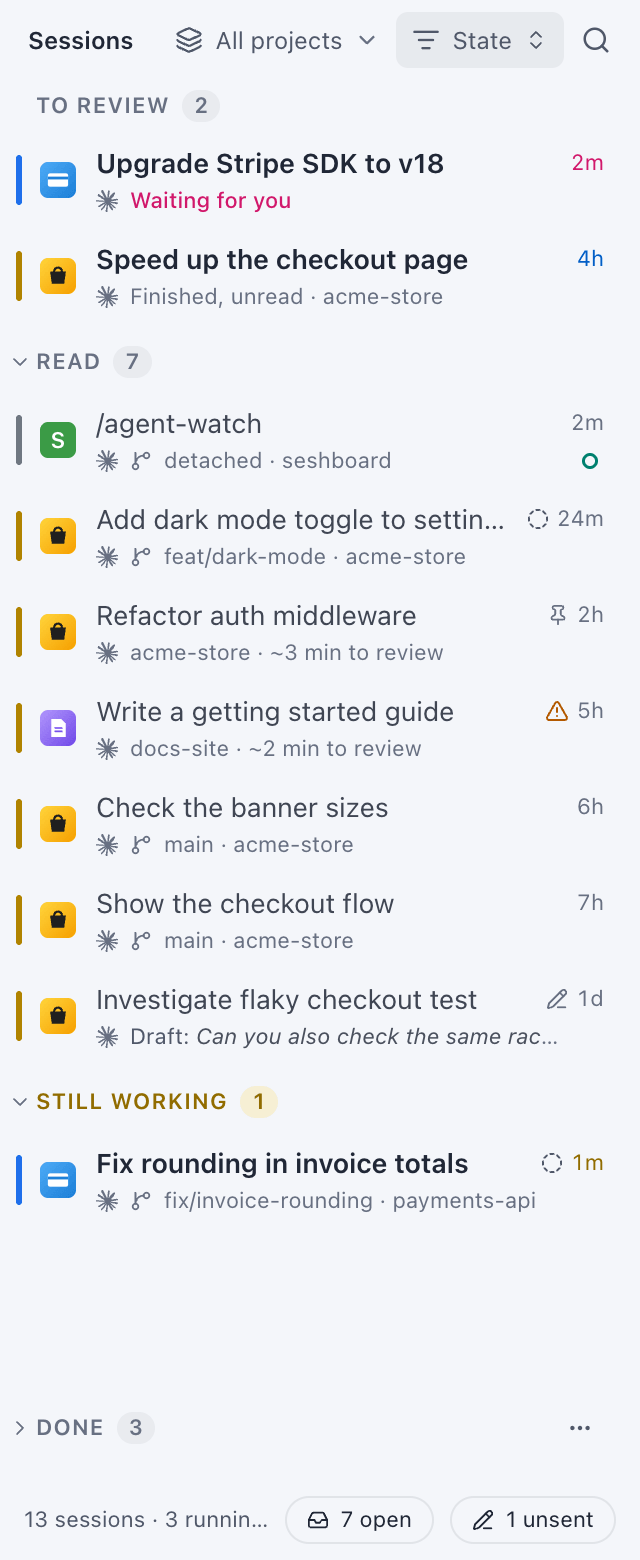 Sessions All projects State
TO REVIEW 2
Upgrade Stripe SDK to v18 2m
Waiting for you
Speed up the checkout page 4h
Finished, unread · acme-store
READ 7
/agent-watch 2m
S
detached · seshboard
Add dark mode toggle to settin... 24m
feat/dark-mode · acme-store
Refactor auth middleware 2h
acme-store · ~3 min to review
Write a getting started guide 5h
docs-site · ~2 min to review
Check the banner sizes 6h
main · acme-store
Show the checkout flow 7h
main · acme-store
Investigate flaky checkout test 1d
Draft: Can you also check the same rac...
STILL WORKING 1
Fix rounding in invoice totals 1m
fix/invoice-rounding · payments-api
DONE 3
13 sessions · 3 runnin... 7 open 1 unsent